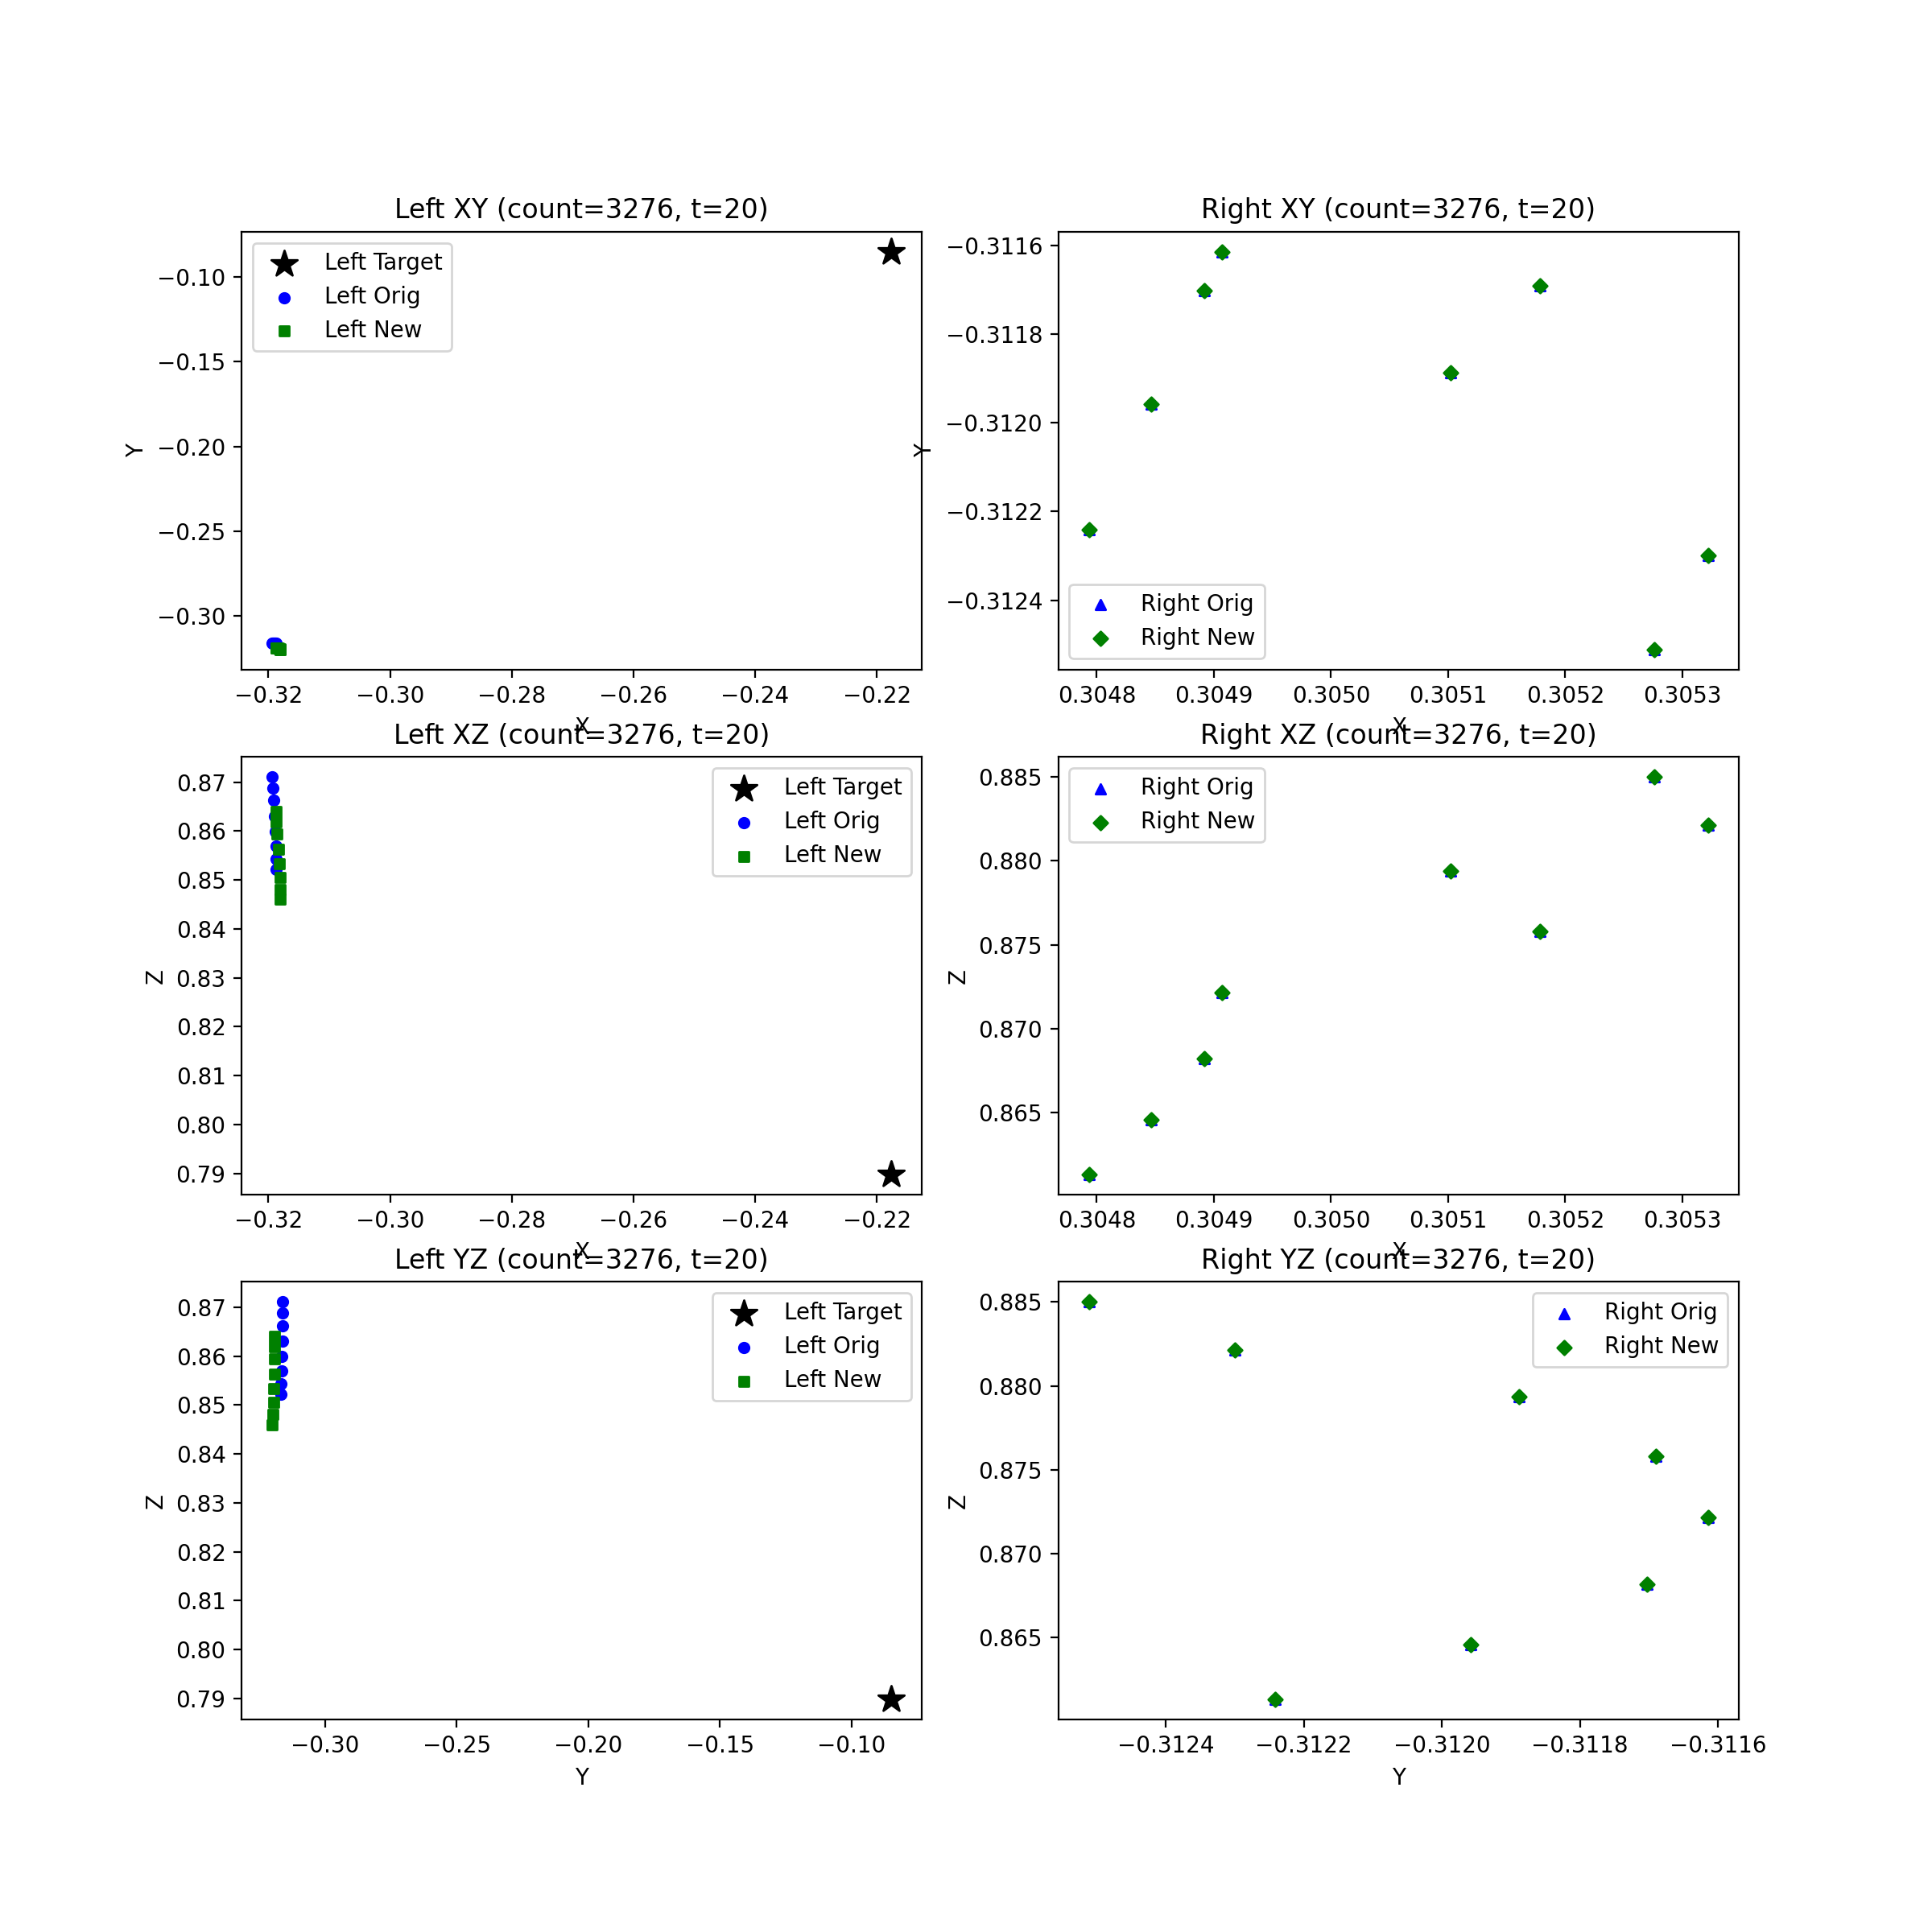 Left XY (count=3276, t=20)
Left Target
Left Orig
Left New
−0.10
−0.15
−0.20
−0.25
−0.30
Y
−0.32 −0.30 −0.28 −0.26 −0.24 −0.22
X
Right XY (count=3276, t=20)
−0.3116
−0.3118
−0.3120
−0.3122
−0.3124
Y
Right Orig
Right New
0.3048 0.3049 0.3050 0.3051 0.3052 0.3053
X
Left XZ (count=3276, t=20)
Left Target
Left Orig
Left New
0.87
0.86
0.85
0.84
0.83
0.82
0.81
0.80
0.79
Z
−0.32 −0.30 −0.28 −0.26 −0.24 −0.22
X
Right XZ (count=3276, t=20)
Right Orig
Right New
0.885
0.880
0.875
0.870
0.865
Z
0.3048 0.3049 0.3050 0.3051 0.3052 0.3053
X
Left YZ (count=3276, t=20)
Left Target
Left Orig
Left New
0.87
0.86
0.85
0.84
0.83
0.82
0.81
0.80
0.79
Z
−0.30 −0.25 −0.20 −0.15 −0.10
Y
Right YZ (count=3276, t=20)
Right Orig
Right New
0.885
0.880
0.875
0.870
0.865
Z
−0.3124 −0.3122 −0.3120 −0.3118 −0.3116
Y